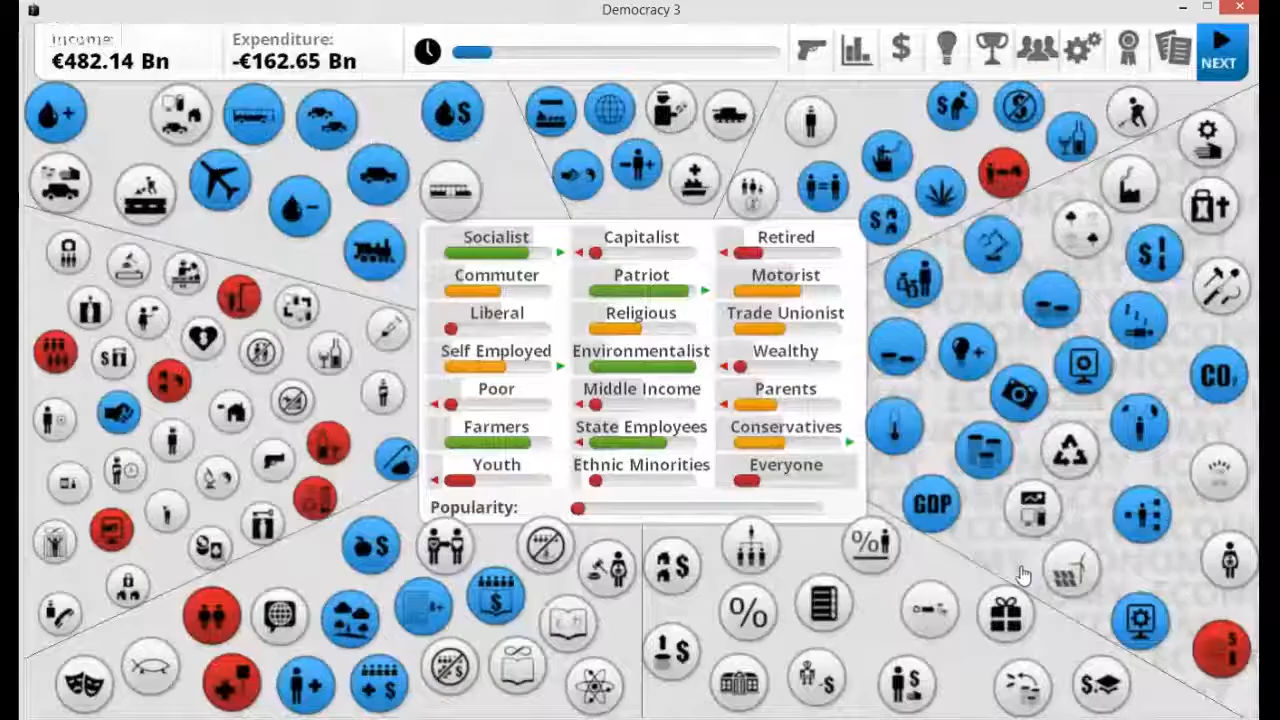 Democracy 3
Income:
€482.14 Bn
Expenditure:
-€162.65 Bn
NEXT
Socialist
Capitalist
Retired
Commuter
Patriot
Motorist
Liberal
Religious
Trade Unionist
Self Employed
Environmentalist
Wealthy
Poor
Middle Income
Parents
Farmers
State Employees
Conservatives
Youth
Ethnic Minorities
Everyone
Popularity:
CO₂
GDP